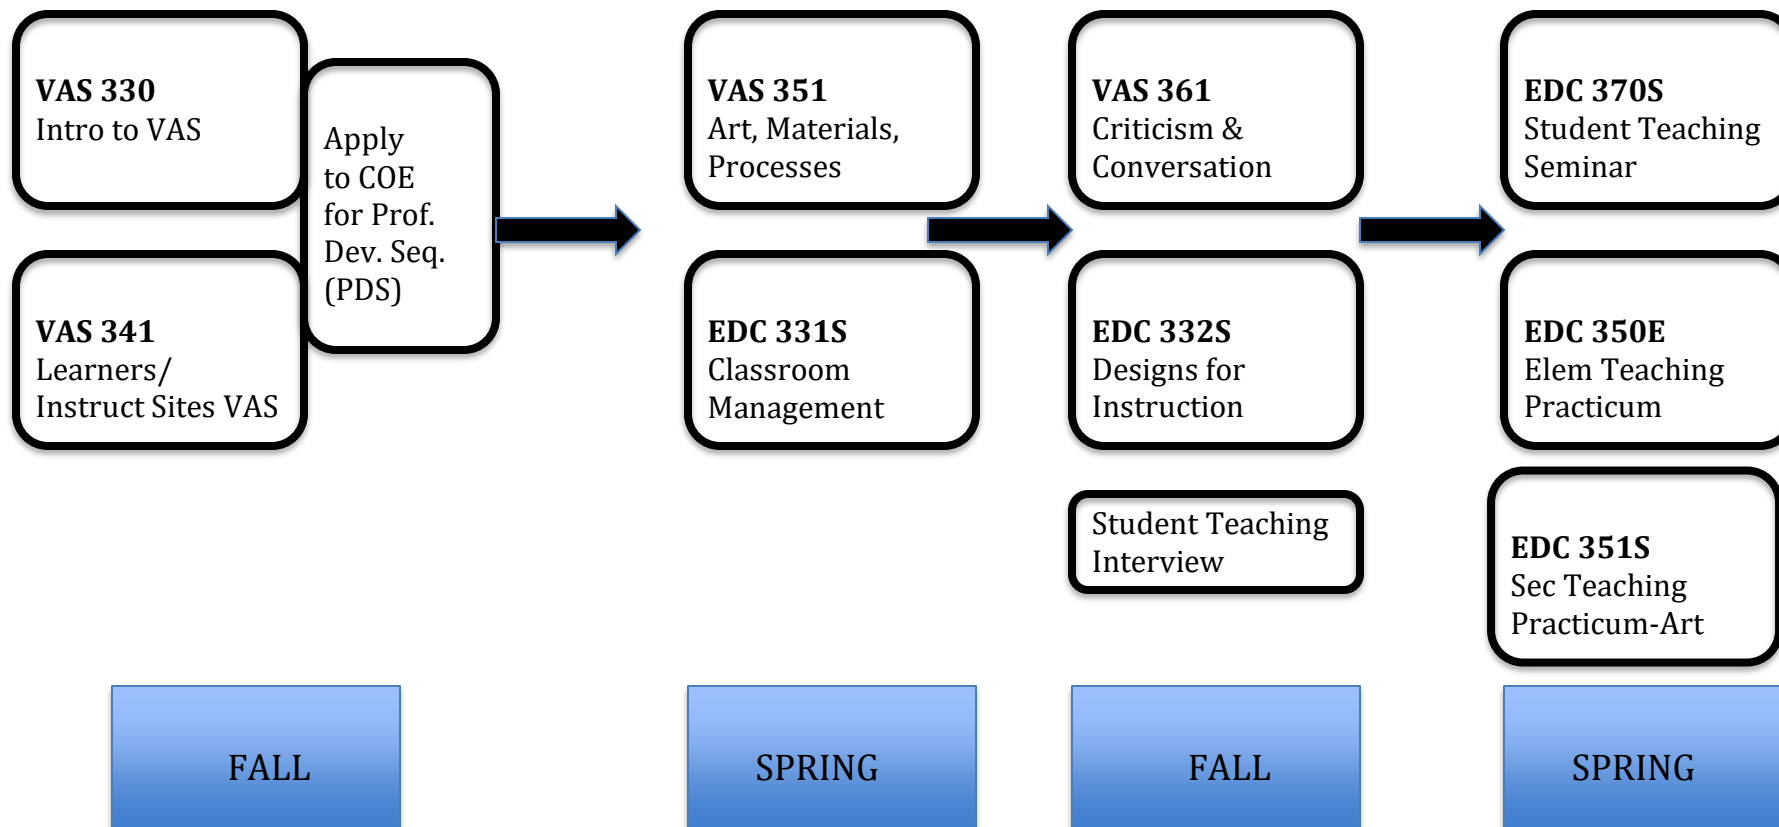 VAS 330
Intro to VAS
VAS 341
Learners/
Instruct Sites VAS
Apply
to COE
for Prof.
Dev. Seq.
(PDS)
VAS 351
Art, Materials,
Processes
EDC 331S
Classroom
Management
VAS 361
Criticism &
Conversation
EDC 332S
Designs for
Instruction
Student Teaching
Interview
EDC 370S
Student Teaching
Seminar
EDC 350E
Elem Teaching
Practicum
EDC 351S
Sec Teaching
Practicum-Art
FALL
SPRING
FALL
SPRING